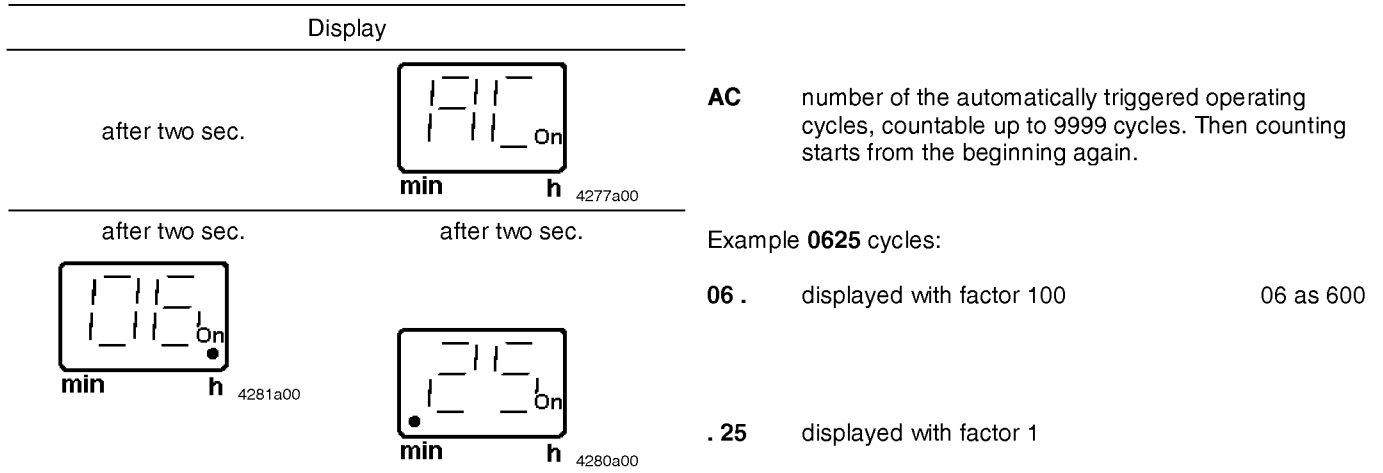 Display
after two sec.
AC On
min h 4277a00
AC number of the automatically triggered operating
cycles, countable up to 9999 cycles. Then counting
starts from the beginning again.
after two sec. after two sec.
06 On
min h 4281a00
25 On
min h 4280a00
Example 0625 cycles:
06 . displayed with factor 100 06 as 600
. 25 displayed with factor 1